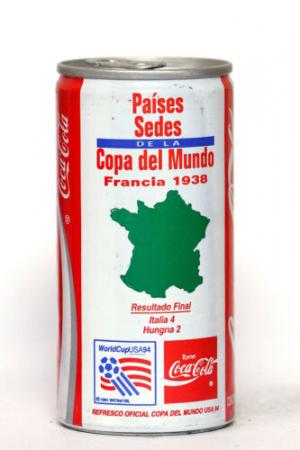 Países
Sedes
DE LA
Copa del Mundo
Francia 1938
Resultado Final
Italia 4
Hungria 2
WorldCupUSA94
Tome
Coca-Cola
REFRESCO OFICIAL COPA DEL MUNDO USA 94
Coca-Cola